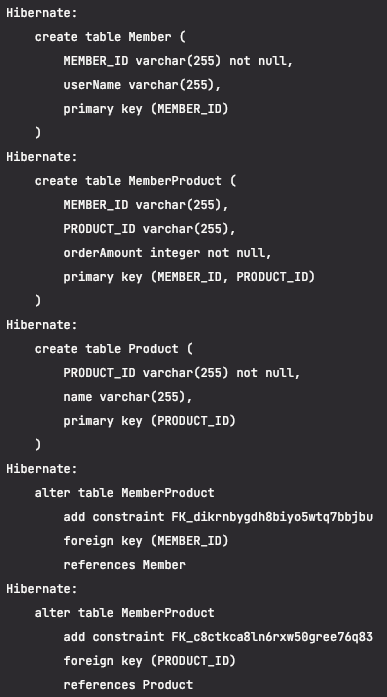 Hibernate:
    create table Member (
        MEMBER_ID varchar(255) not null,
        userName varchar(255),
        primary key (MEMBER_ID)
    )
Hibernate:
    create table MemberProduct (
        MEMBER_ID varchar(255),
        PRODUCT_ID varchar(255),
        orderAmount integer not null,
        primary key (MEMBER_ID, PRODUCT_ID)
    )
Hibernate:
    create table Product (
        PRODUCT_ID varchar(255) not null,
        name varchar(255),
        primary key (PRODUCT_ID)
    )
Hibernate:
    alter table MemberProduct
        add constraint FK_dikrnbygdh8biyo5wtq7bbjbu
        foreign key (MEMBER_ID)
        references Member
Hibernate:
    alter table MemberProduct
        add constraint FK_c8ctkca8ln6rxw50gree76q83
        foreign key (PRODUCT_ID)
        references Product